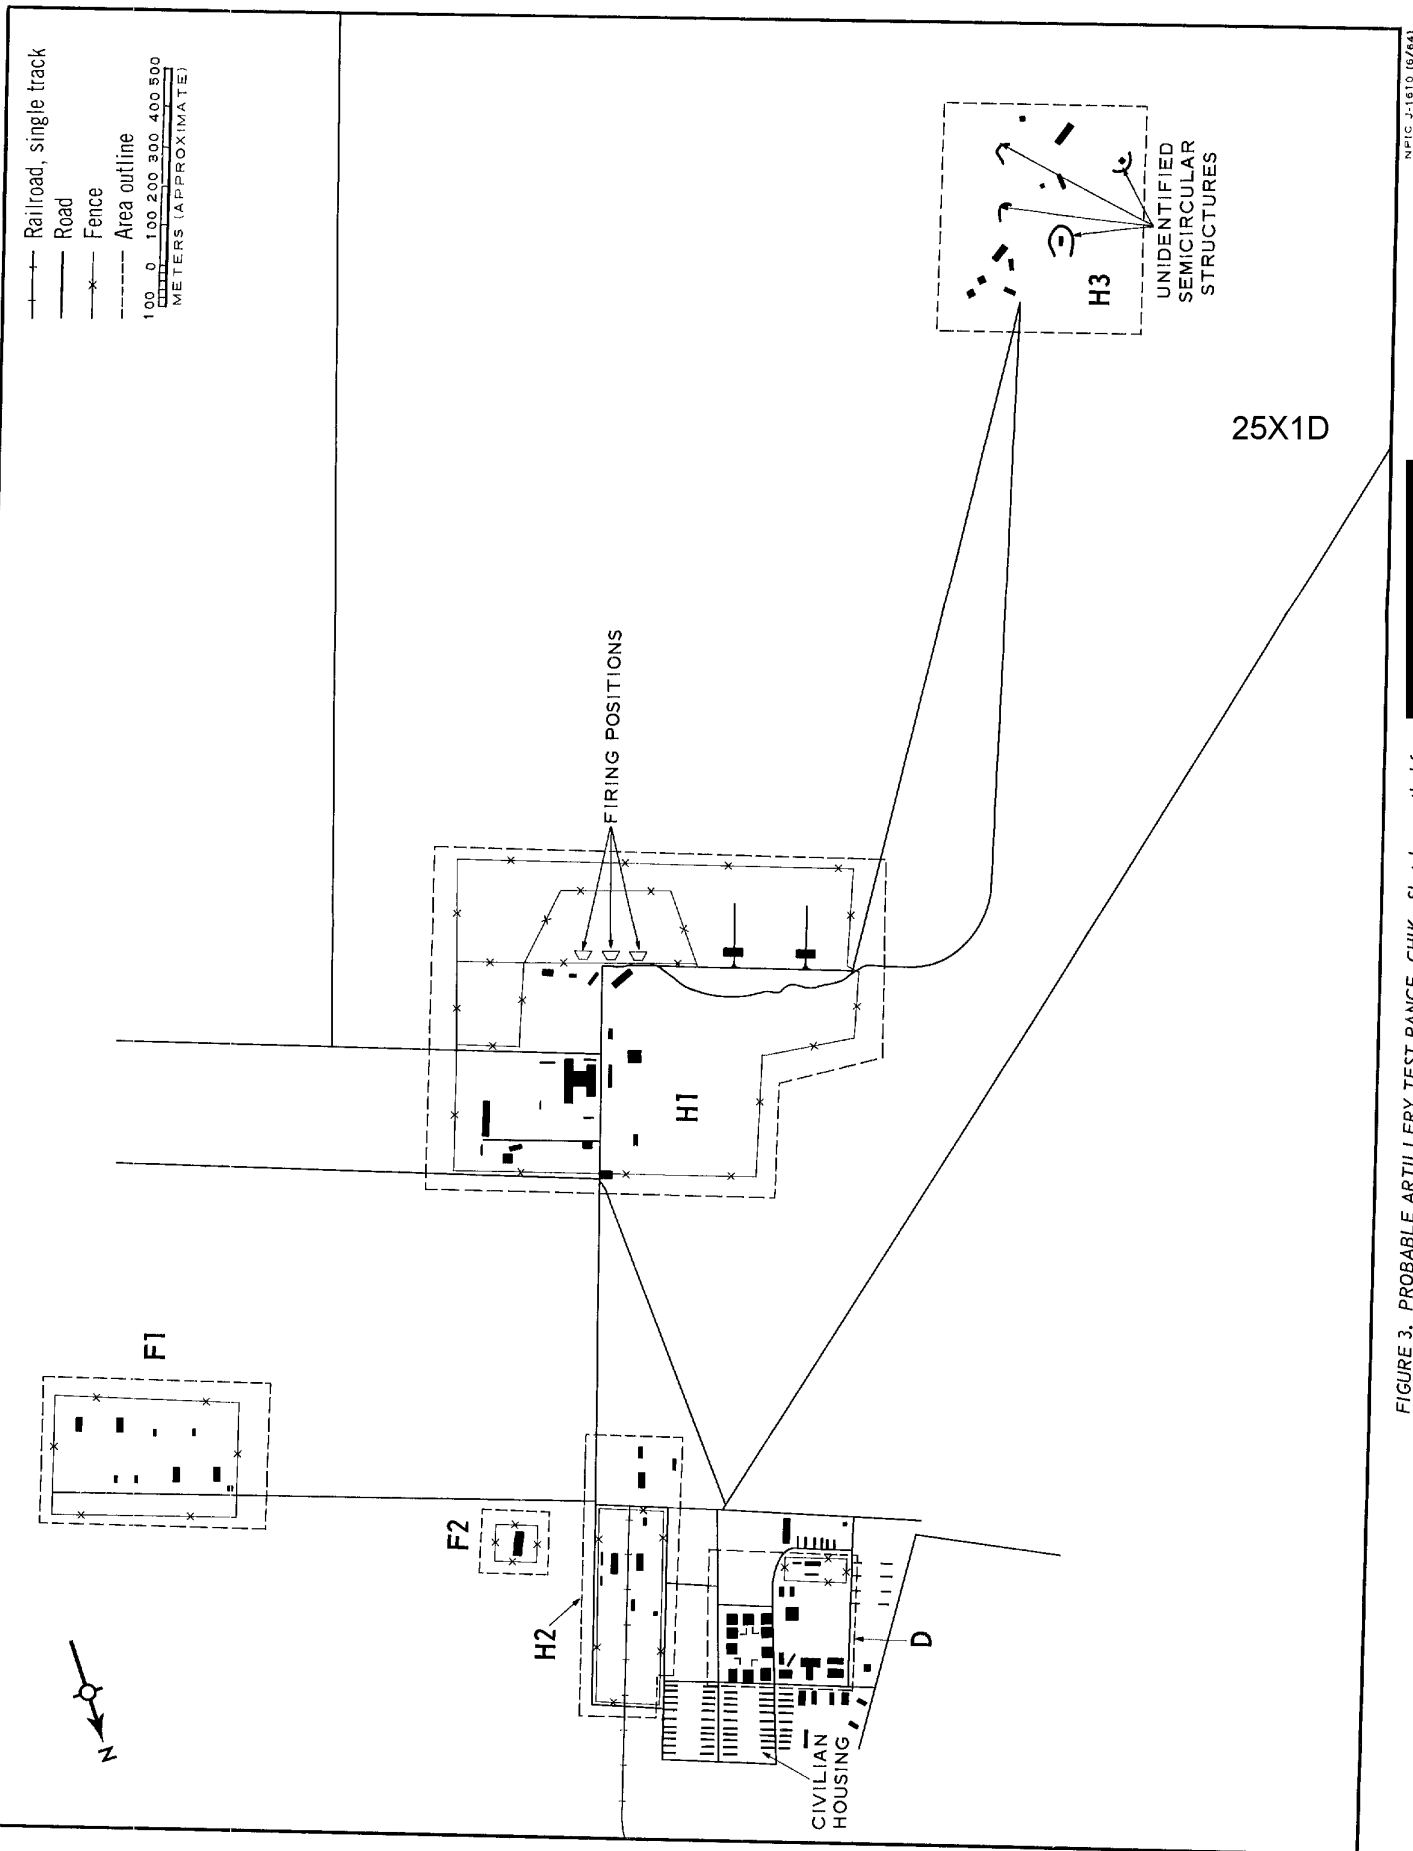 Railroad, single track
Road
Fence
Area outline
100 0 100 200 300 400 500
METERS (APPROXIMATE)
UNIDENTIFIED
SEMICIRCULAR
STRUCTURES
H3
25X1D
FIRING POSITIONS
H1
F1
F2
H2
D
CIVILIAN
HOUSING
N
NPIC J-1610 (6/64)
FIGURE 3. PROBABLE ARTILLERY TEST RANGE